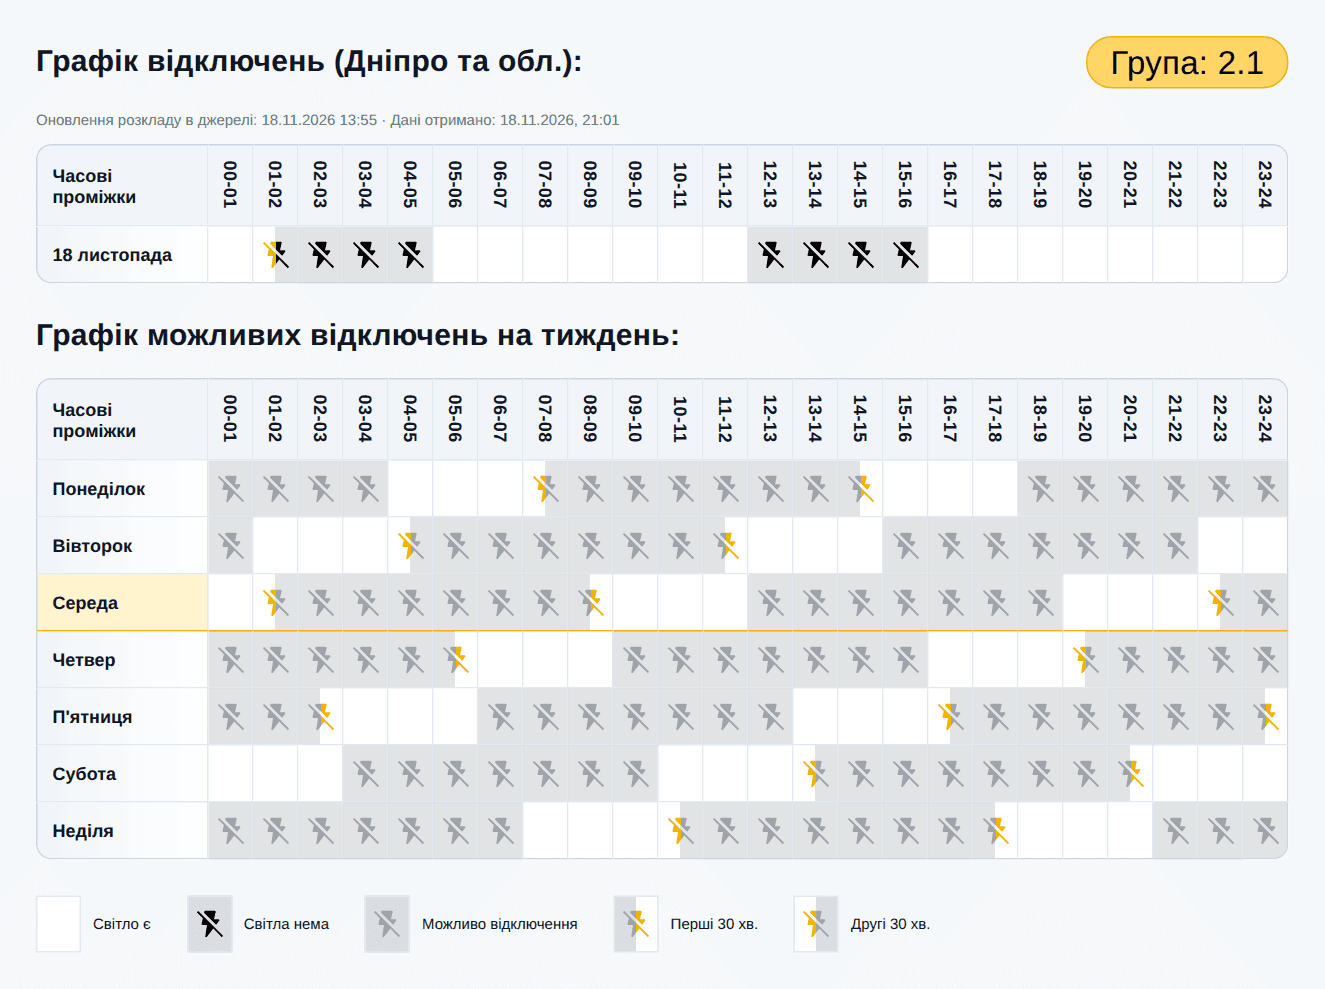 Графік відключень (Дніпро та обл.):
Група: 2.1
Оновлення розкладу в джерелі: 18.11.2026 13:55 · Дані отримано: 18.11.2026, 21:01
Часові
проміжки
00-01 01-02 02-03 03-04 04-05 05-06 06-07 07-08 08-09 09-10 10-11 11-12 12-13 13-14 14-15 15-16 16-17 17-18 18-19 19-20 20-21 21-22 22-23 23-24
18 листопада
Графік можливих відключень на тиждень:
Часові
проміжки
00-01 01-02 02-03 03-04 04-05 05-06 06-07 07-08 08-09 09-10 10-11 11-12 12-13 13-14 14-15 15-16 16-17 17-18 18-19 19-20 20-21 21-22 22-23 23-24
Понеділок
Вівторок
Середа
Четвер
П'ятниця
Субота
Неділя
Світло є Світла нема Можливо відключення Перші 30 хв. Другі 30 хв.